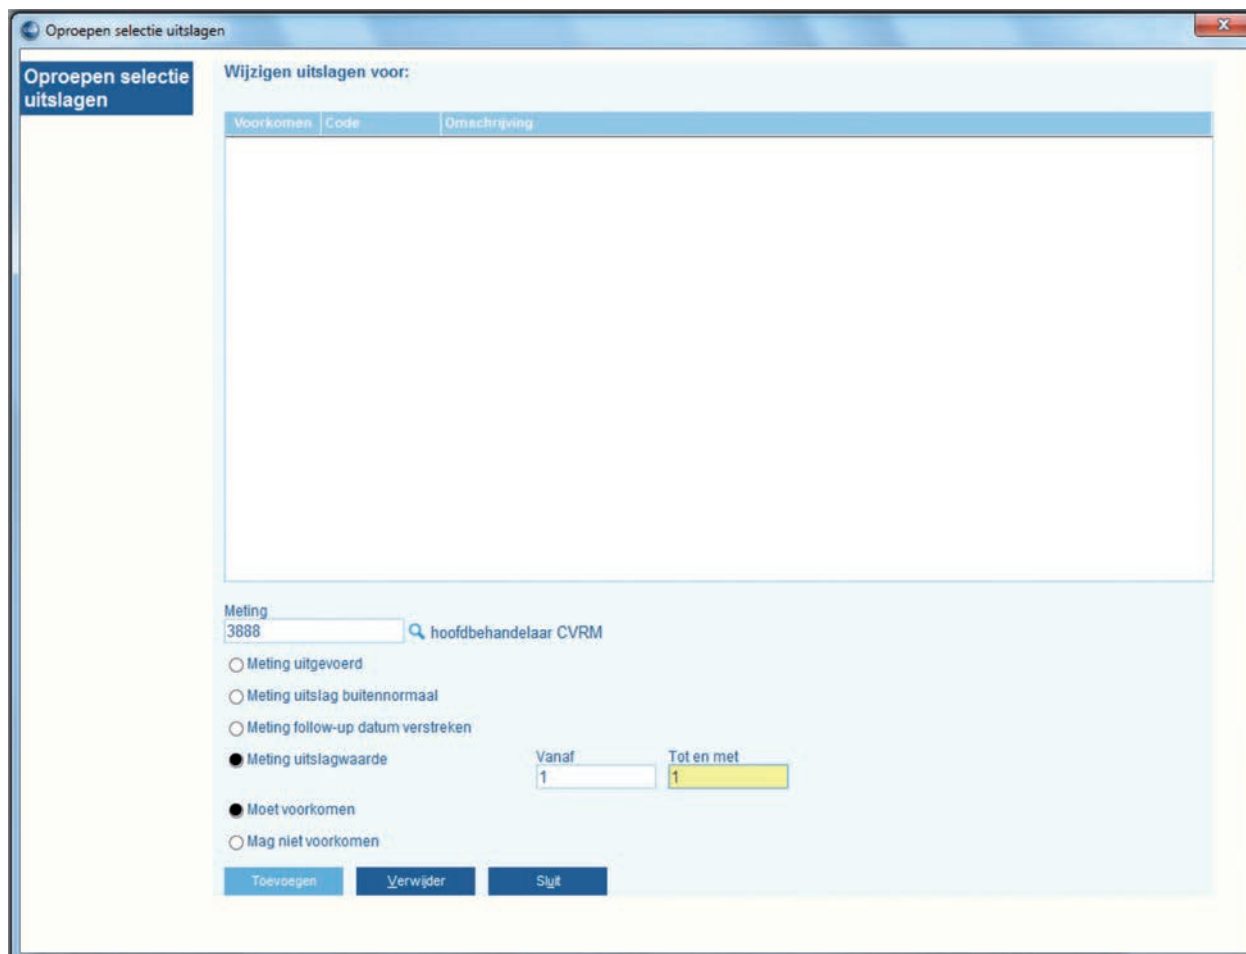 Oproepen selectie uitslagen
X
Oproepen selectie
uitslagen
Wijzigen uitslagen voor:
Voorkomen Code Omschrijving
Meting
3888 hoofdbehandelaar CVRM
Meting uitgevoerd
Meting uitslag buitennormaal
Meting follow-up datum verstreken
Meting uitslagwaarde Vanaf Tot en met
1 1
Moet voorkomen
Mag niet voorkomen
Toevoegen Verwijder Sluit